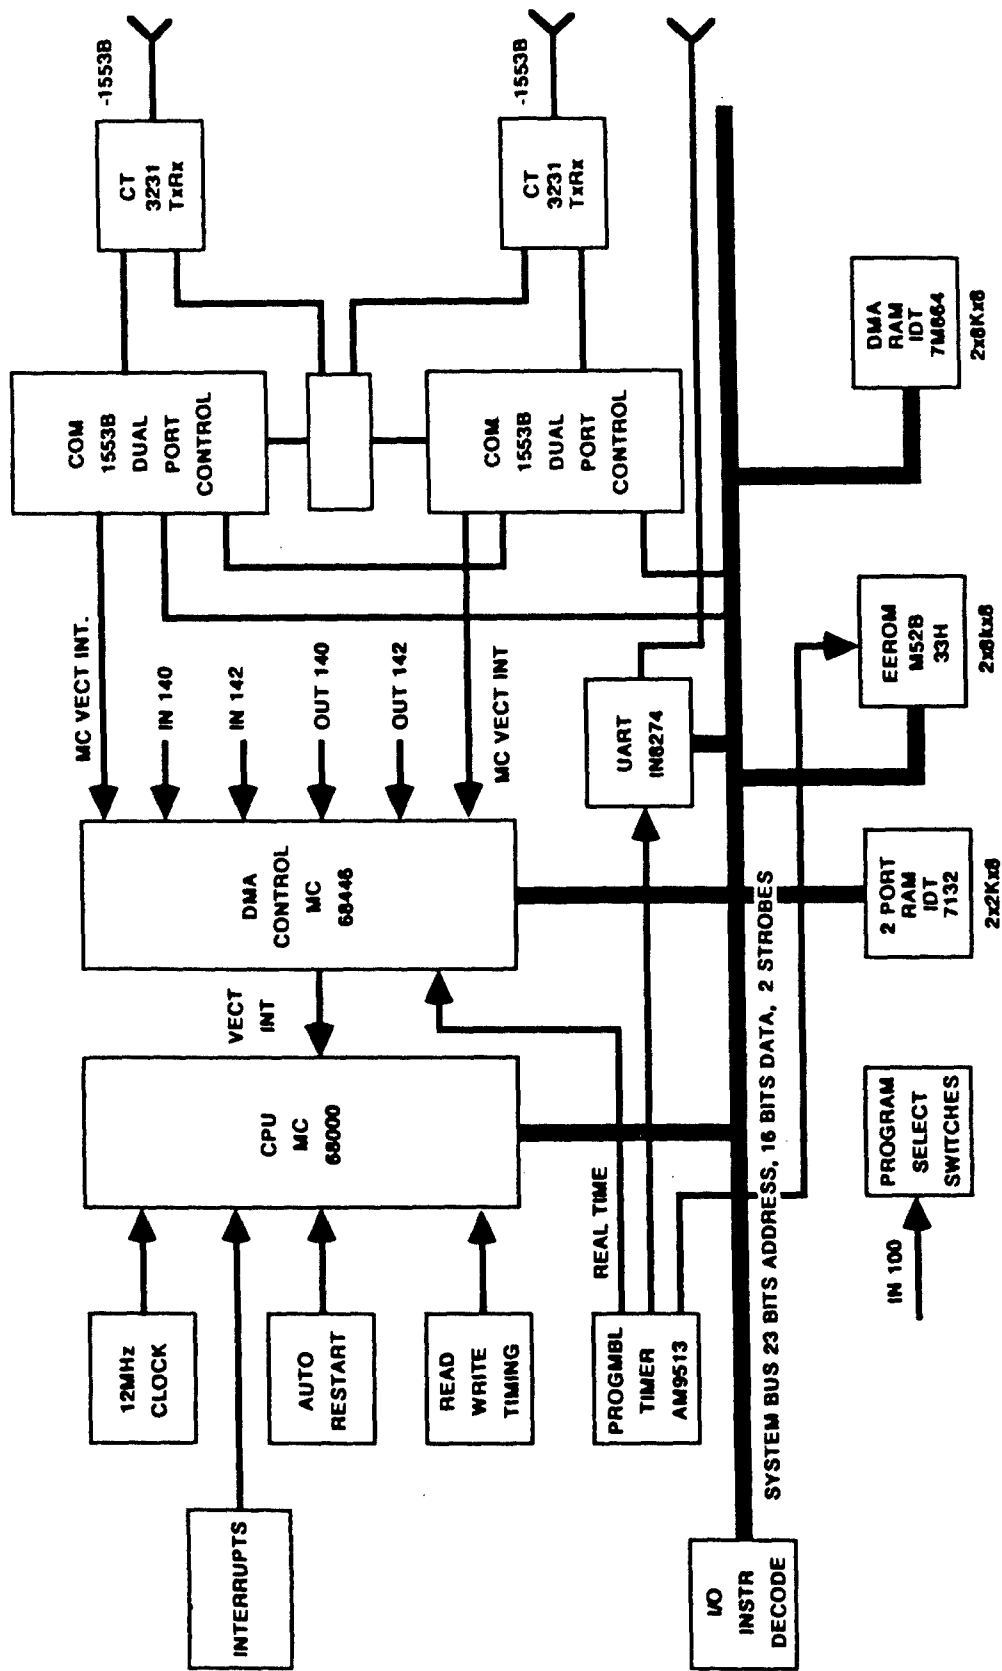 INTERRUPTS
12MHz
CLOCK
AUTO
RESTART
READ
WRITE
TIMING
PROGMBL
TIMER
AM9513
I/O
INSTR
DECODE
CPU
MC
68000
VECT
INT
REAL TIME
DMA
CONTROL
MC
68446
MC VECT INT.
IN 140
IN 142
OUT 140
OUT 142
MC VECT INT
COM
1553B
DUAL
PORT
CONTROL
COM
1553B
DUAL
PORT
CONTROL
CT
3231
TxRx
-1553B
CT
3231
TxRx
-1553B
UART
IN8274
SYSTEM BUS 23 BITS ADDRESS, 16 BITS DATA, 2 STROBES
IN 100
PROGRAM
SELECT
SWITCHES
2 PORT
RAM
IDT
7132
2x2Kx8
EEROM
M52B
33H
2x8kx8
DMA
RAM
IDT
7M864
2x8Kx8